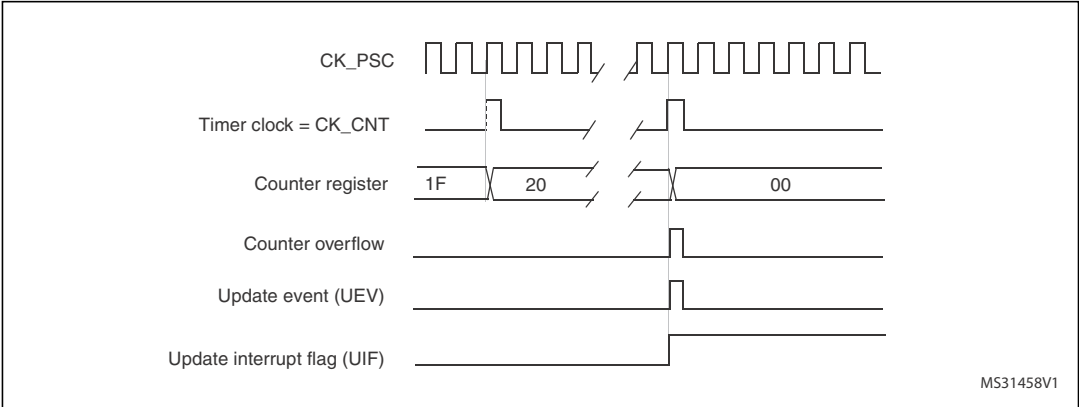 CK_PSC
Timer clock = CK_CNT
Counter register 1F 20 00
Counter overflow
Update event (UEV)
Update interrupt flag (UIF)
MS31458V1